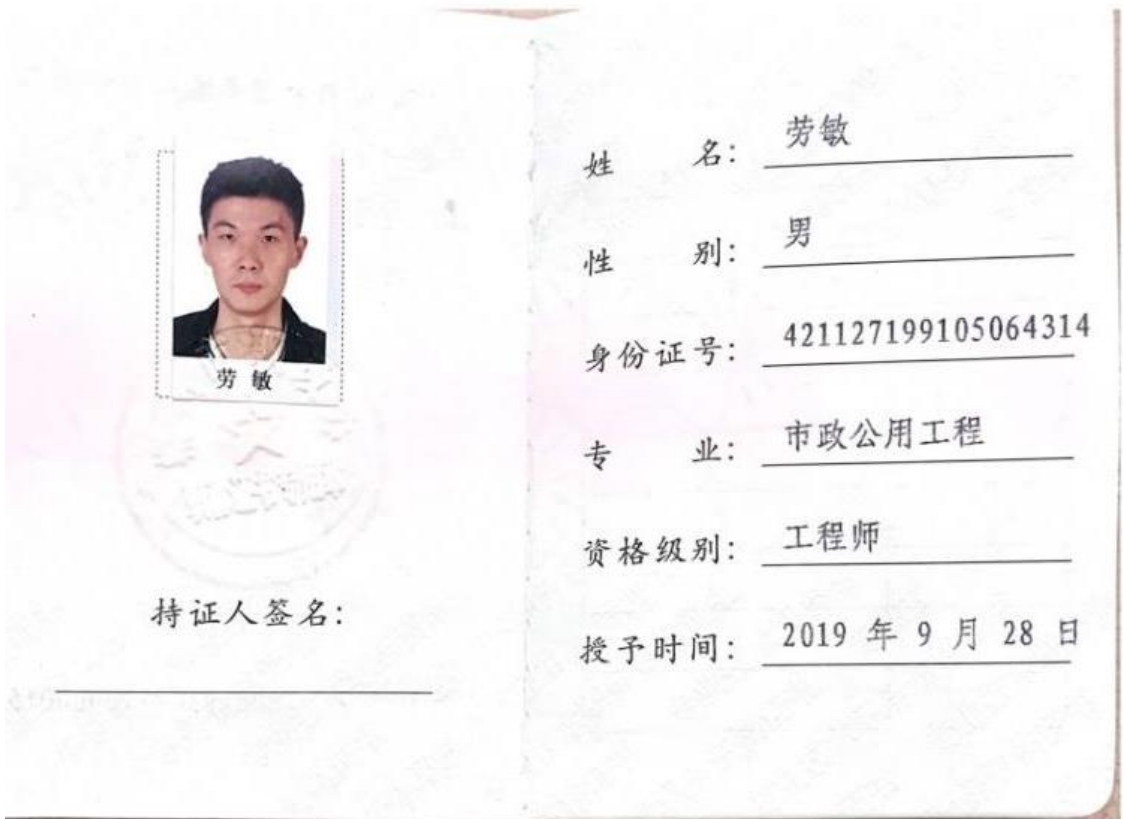 劳敏
持证人签名：
姓名： 劳敏
性别： 男
身份证号： 421127199105064314
专业： 市政公用工程
资格级别： 工程师
授予时间： 2019 年 9 月 28 日